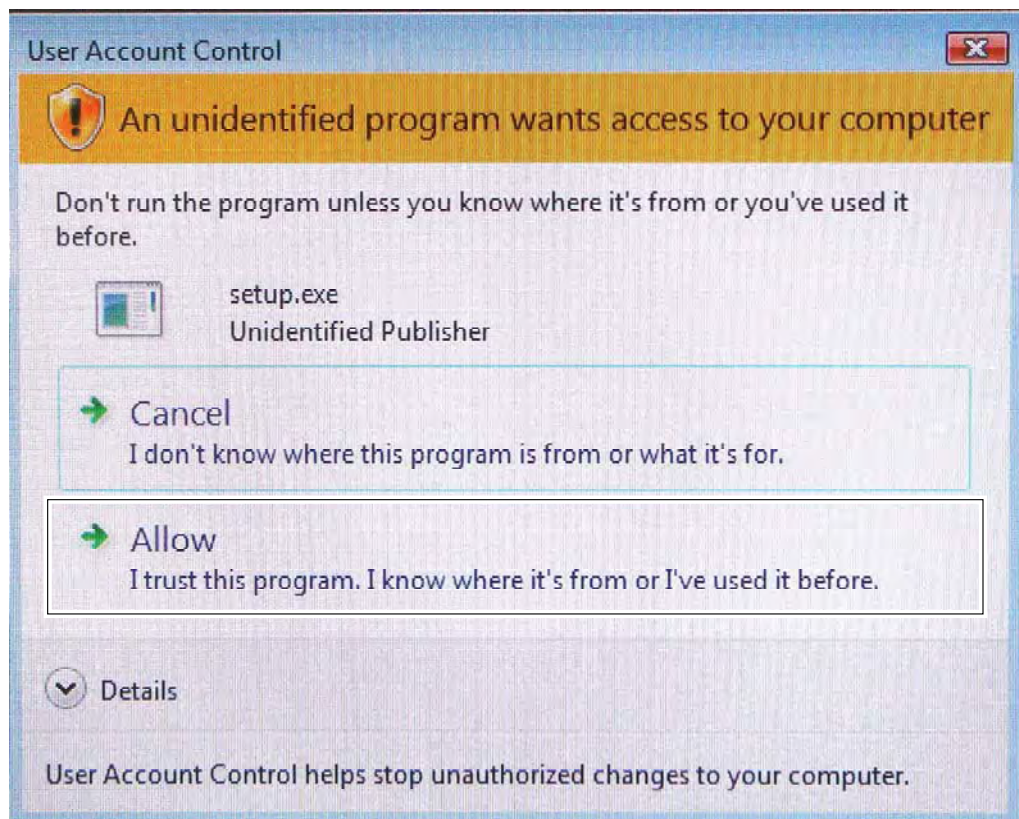 User Account Control
An unidentified program wants access to your computer
Don't run the program unless you know where it's from or you've used it
before.
setup.exe
Unidentified Publisher
Cancel
I don't know where this program is from or what it's for.
Allow
I trust this program. I know where it's from or I've used it before.
Details
User Account Control helps stop unauthorized changes to your computer.